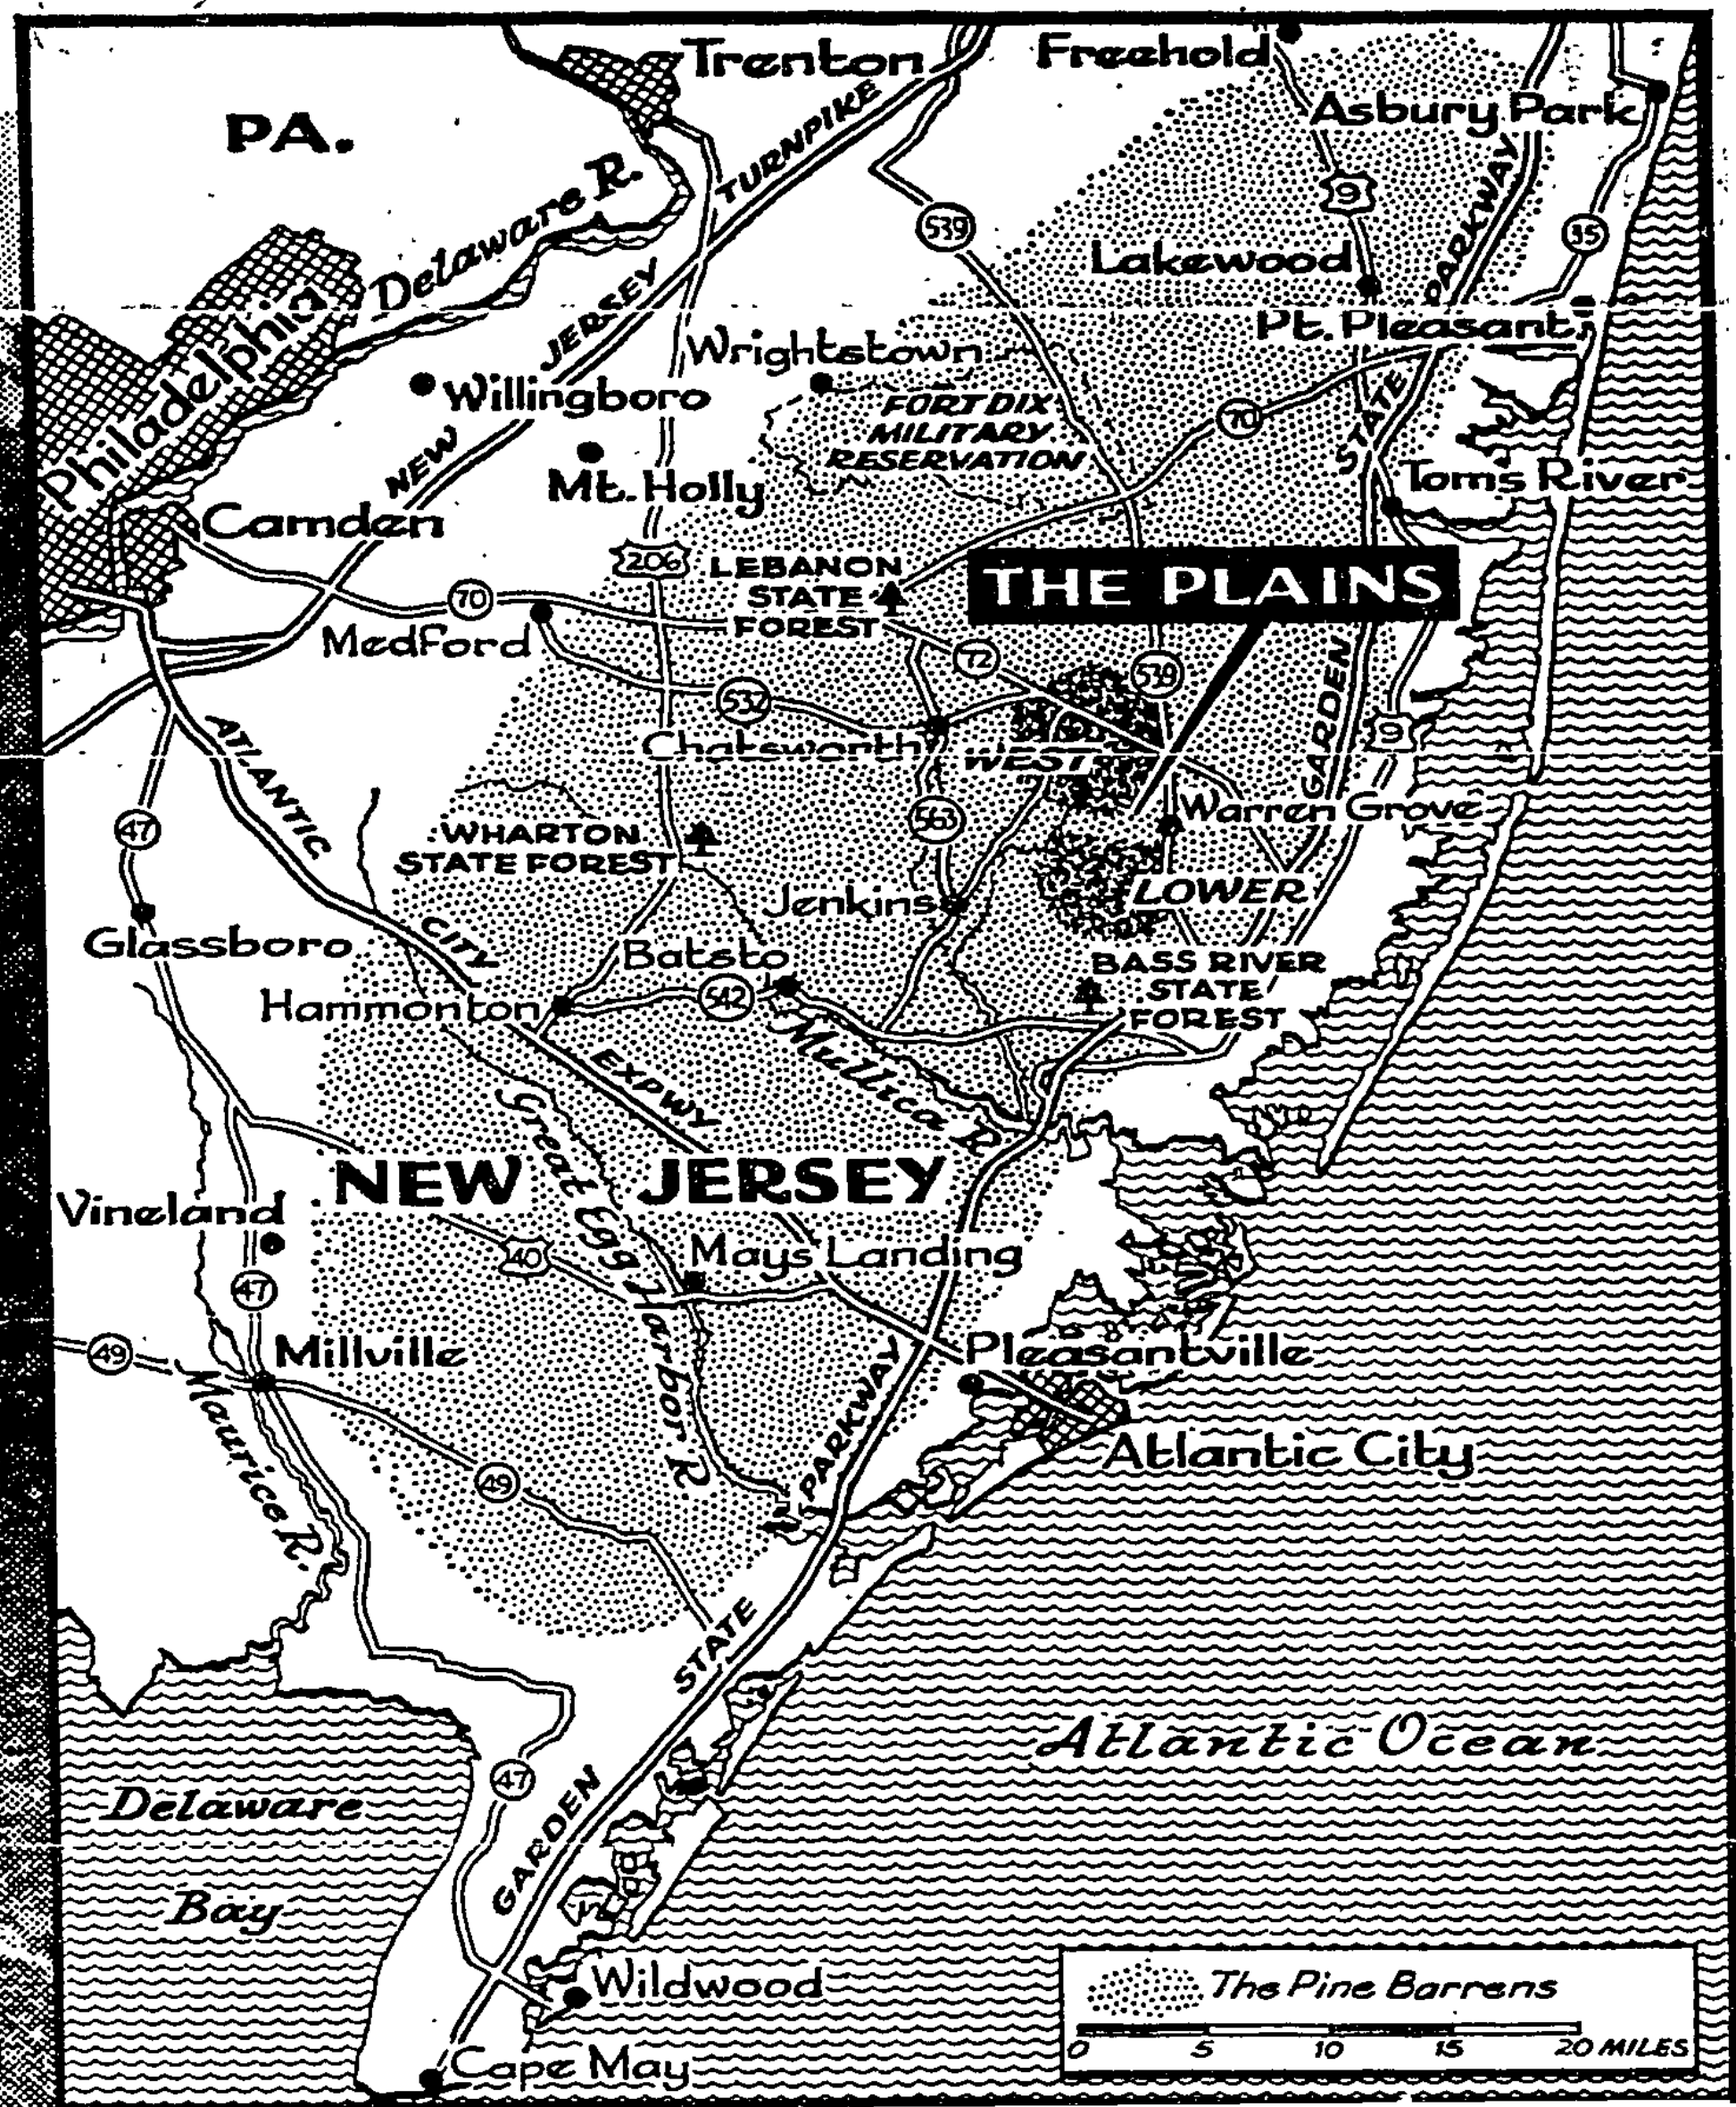 Trenton
Freehold
PA.
Asbury Park
TURNPIKE
Delaware R.
9
PARKWAY
539
35
Lakewood
JERSEY
Philadelphia
Pt. Pleasant
Wrightstown
Willingboro
FORT DIX
MILITARY
RESERVATION
70
STATE
NEW
Mt. Holly
Toms River
Camden
206
LEBANON
STATE
FOREST
THE PLAINS
70
Medford
72
539
GARDEN
532
ATLANTIC
Chatsworth
WEST
9
47
563
Warren Grove
WHARTON
STATE FOREST
LOWER
Jenkins
Glassboro
CITY
Batsto
BASS RIVER
STATE
FOREST
Hammonton
542
Mullica R.
EXPWY
Great Egg Harbor R.
NEW JERSEY
Vineland
40
Mays Landing
47
49
Millville
Pleasantville
Maurice R.
PARKWAY
Atlantic City
49
STATE
Atlantic Ocean
47
Delaware
Bay
GARDEN
Wildwood
The Pine Barrens
0 5 10 15 20 MILES
Cape May